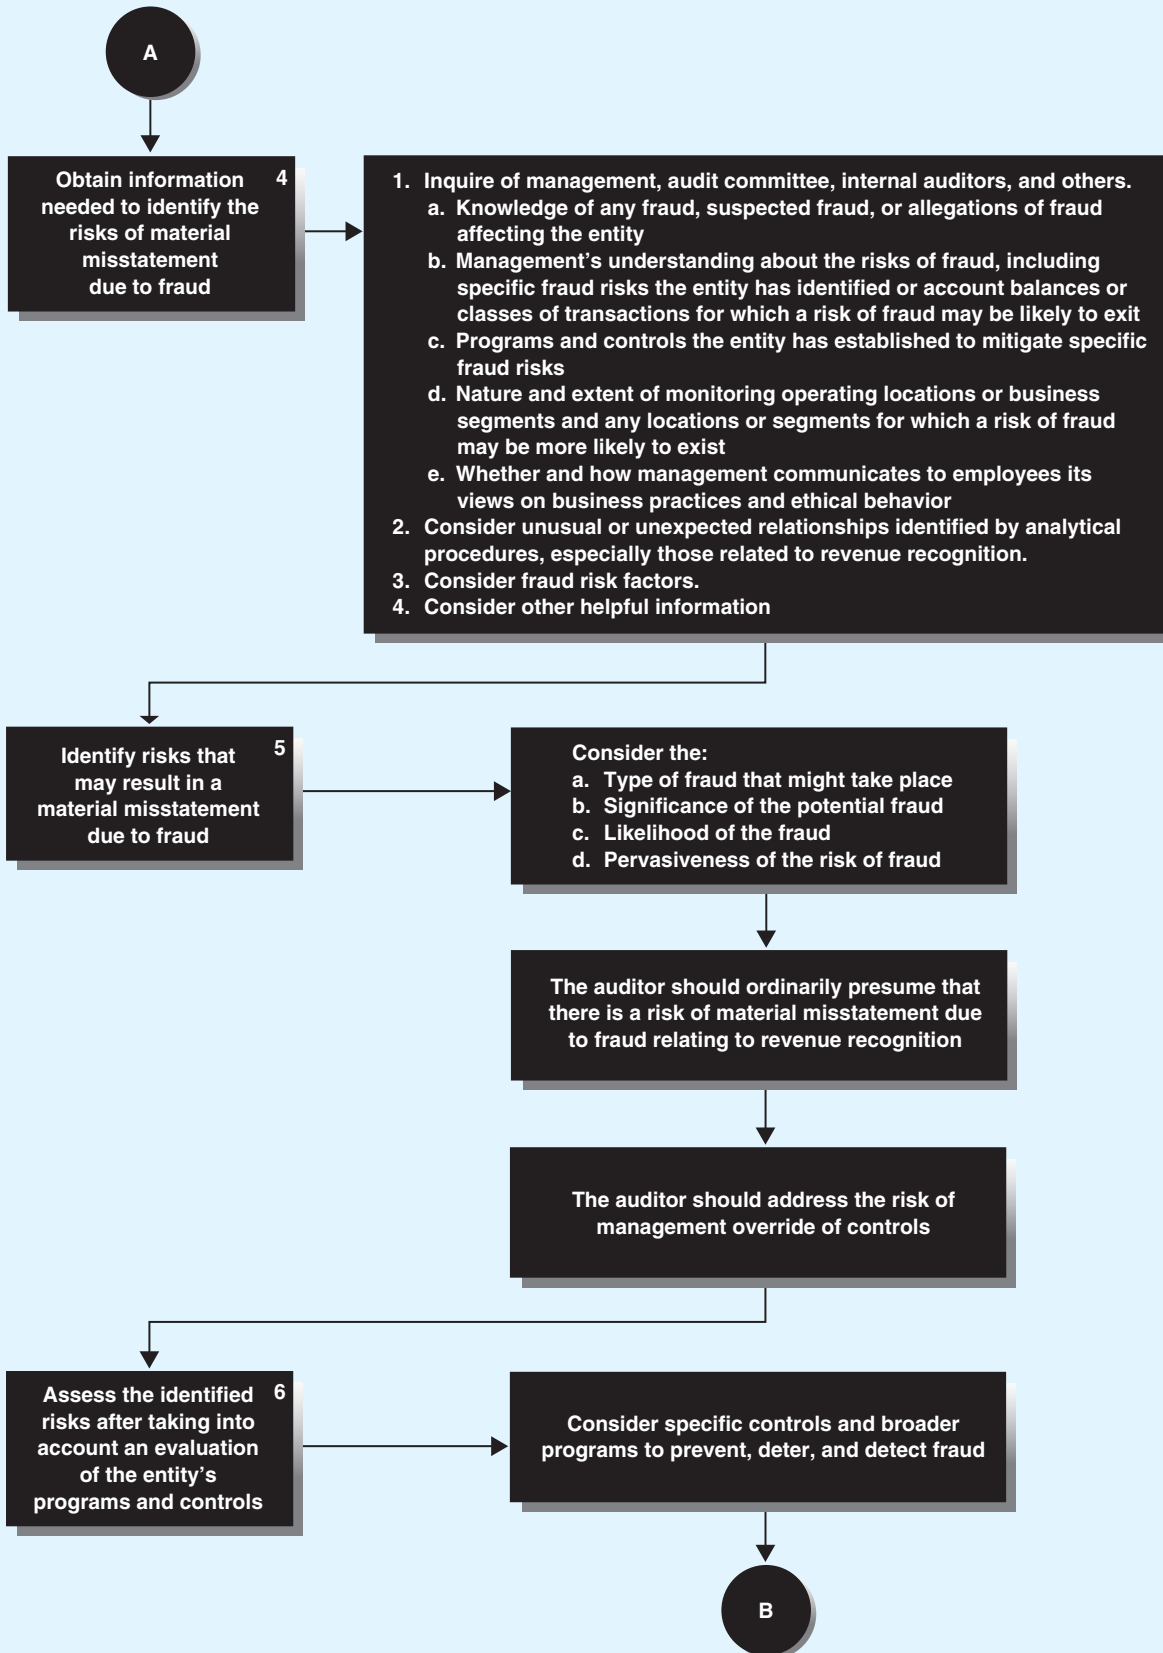 A
Obtain information 4
needed to identify the
risks of material
misstatement
due to fraud
1. Inquire of management, audit committee, internal auditors, and others.
a. Knowledge of any fraud, suspected fraud, or allegations of fraud
affecting the entity
b. Management's understanding about the risks of fraud, including
specific fraud risks the entity has identified or account balances or
classes of transactions for which a risk of fraud may be likely to exit
c. Programs and controls the entity has established to mitigate specific
fraud risks
d. Nature and extent of monitoring operating locations or business
segments and any locations or segments for which a risk of fraud
may be more likely to exist
e. Whether and how management communicates to employees its
views on business practices and ethical behavior
2. Consider unusual or unexpected relationships identified by analytical
procedures, especially those related to revenue recognition.
3. Consider fraud risk factors.
4. Consider other helpful information
Identify risks that 5
may result in a
material misstatement
due to fraud
Consider the:
a. Type of fraud that might take place
b. Significance of the potential fraud
c. Likelihood of the fraud
d. Pervasiveness of the risk of fraud
The auditor should ordinarily presume that
there is a risk of material misstatement due
to fraud relating to revenue recognition
The auditor should address the risk of
management override of controls
Assess the identified 6
risks after taking into
account an evaluation
of the entity's
programs and controls
Consider specific controls and broader
programs to prevent, deter, and detect fraud
B